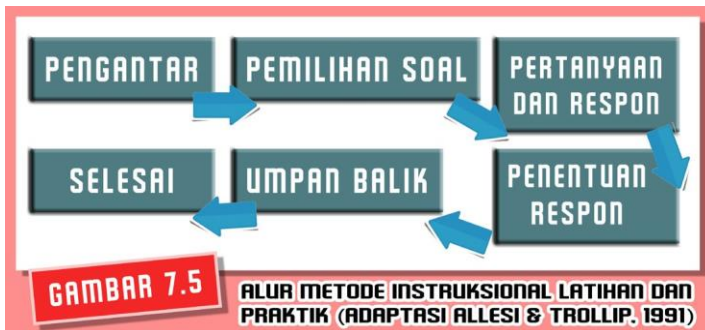 PENGANTAR
PEMILIHAN SOAL
PERTANYAAN
DAN RESPON
PENENTUAN
RESPON
UMPAN BALIK
SELESAI
GAMBAR 7.5
ALUR METODE INSTRUKSIONAL LATIHAN DAN
PRAKTIK (ADAPTASI ALLESI & TROLLIP. 1991)